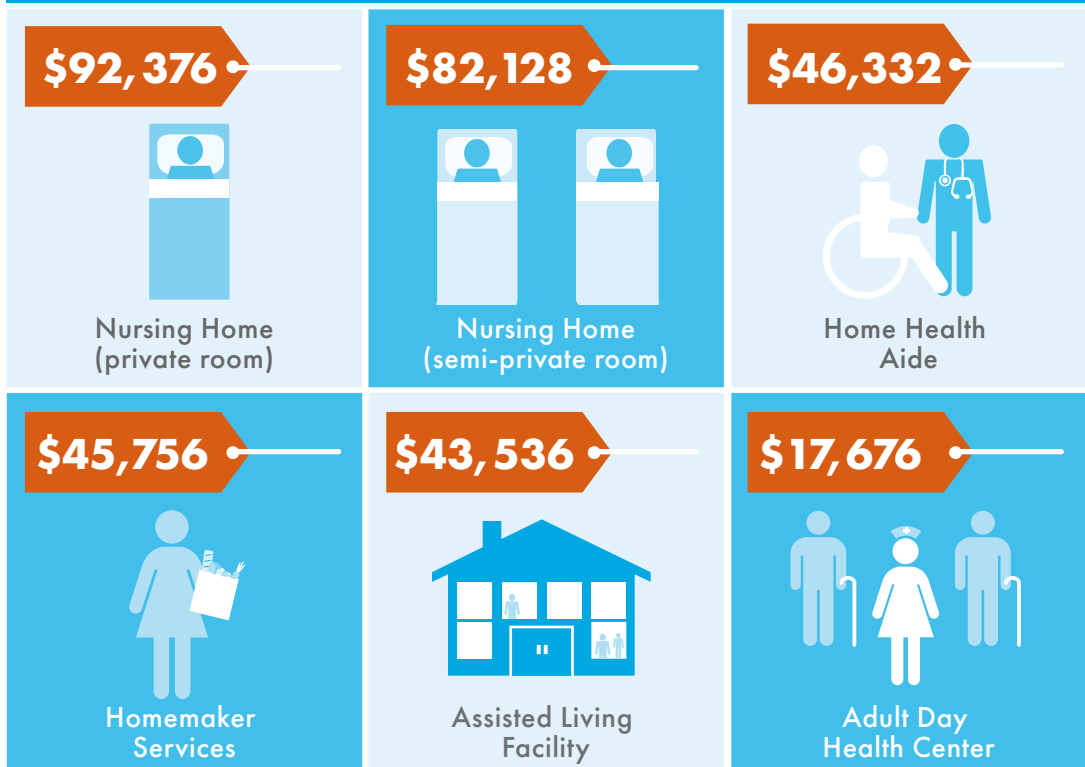 $92,376
Nursing Home
(private room)
$82,128
Nursing Home
(semi-private room)
$46,332
Home Health
Aide
$45,756
Homemaker
Services
$43,536
Assisted Living
Facility
$17,676
Adult Day
Health Center